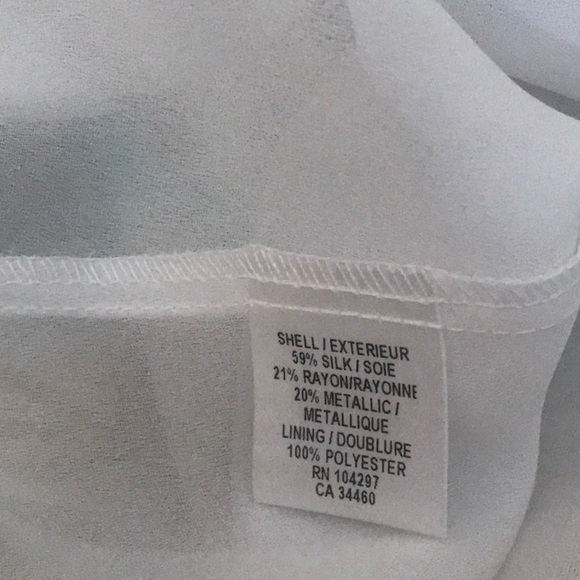 SHELL / EXTERIEUR
59% SILK / SOIE
21% RAYON/RAYONNE
20% METALLIC /
METALLIQUE
LINING / DOUBLURE
100% POLYESTER
RN 104297
CA 34460